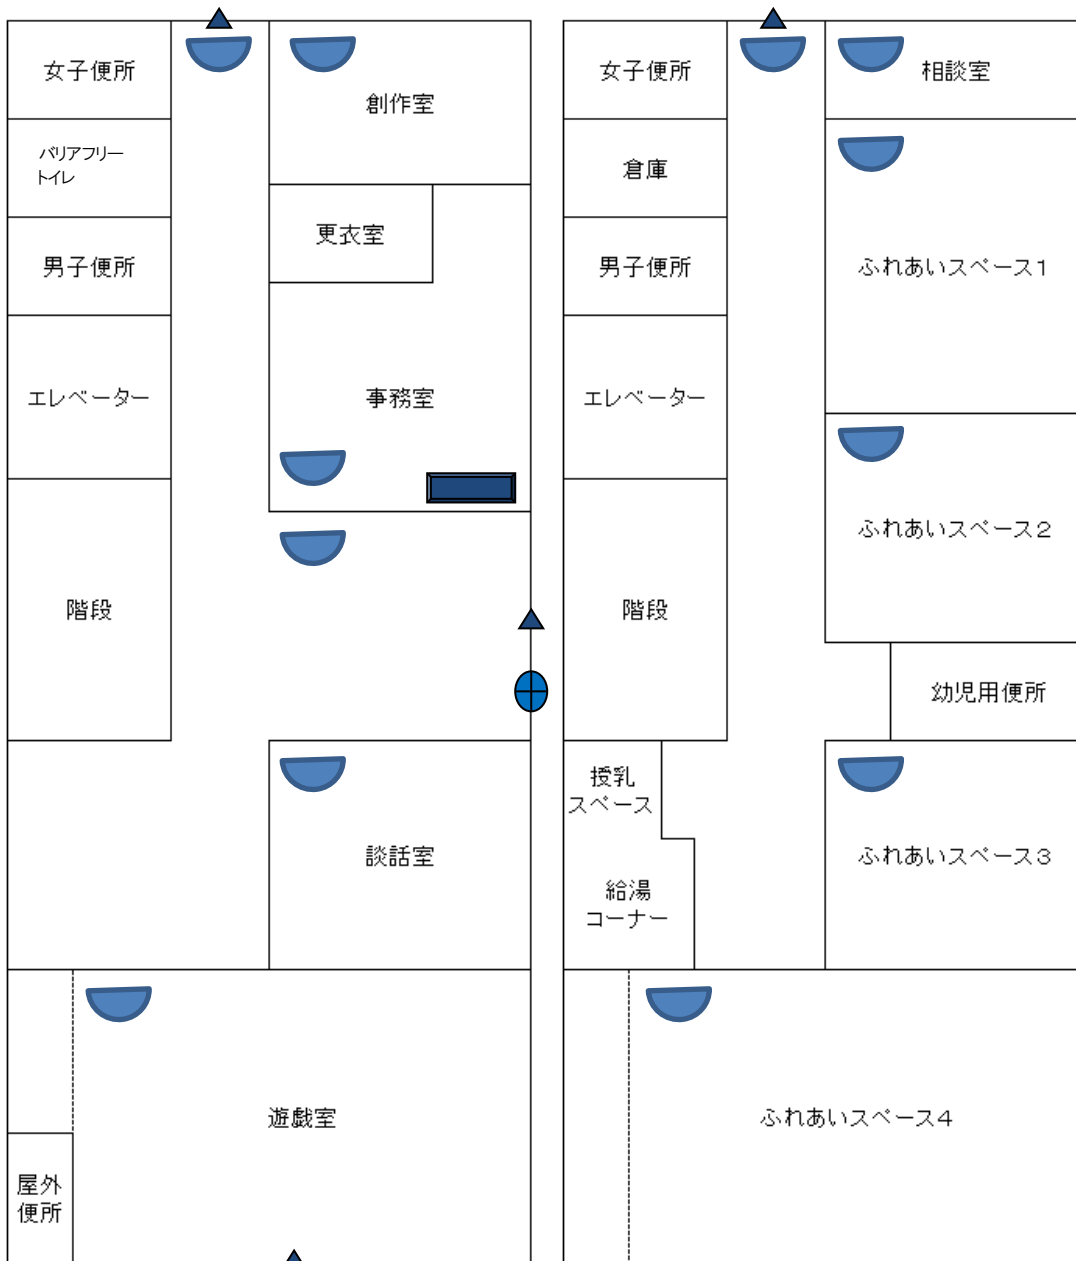 女子便所
バリアフリー
トイレ
男子便所
エレベーター
階段
創作室
更衣室
事務室
談話室
遊戯室
屋外
便所
女子便所
倉庫
男子便所
エレベーター
階段
授乳
スペース
給湯
コーナー
相談室
ふれあいスペース1
ふれあいスペース2
幼児用便所
ふれあいスペース3
ふれあいスペース4